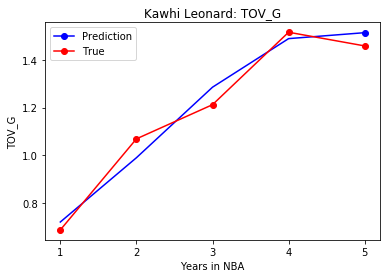 Kawhi Leonard: TOV_G
Prediction
True
TOV_G
1.4
1.2
1.0
0.8
1 2 3 4 5
Years in NBA